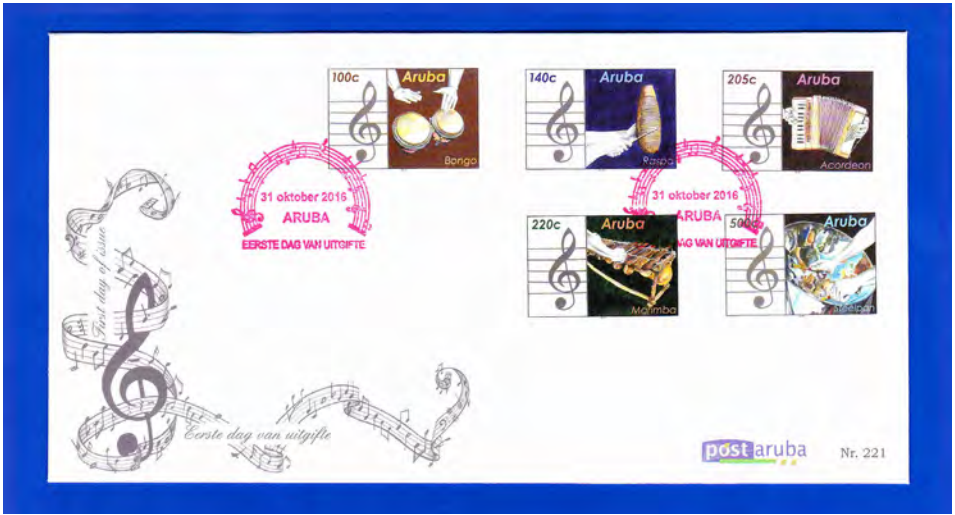 100c Aruba
Bongo
140c Aruba
Raspa
205c Aruba
Acordeon
31 oktober 2016
ARUBA
EERSTE DAG VAN UITGIFTE
31 oktober 2016
ARUBA
DAG VAN UITGIFTE
220c Aruba
Marimba
500c Aruba
Steelpan
First day of issue
Eerste dag van uitgifte
post aruba
Nr. 221